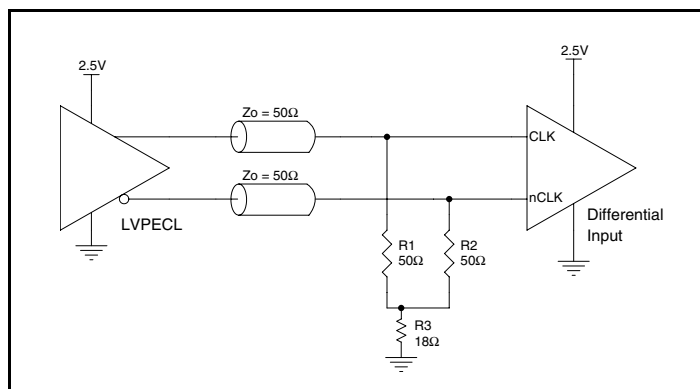 2.5V
2.5V
Zo = 50Ω
CLK
Zo = 50Ω
nCLK
LVPECL
Differential
Input
R1
50Ω
R2
50Ω
R3
18Ω